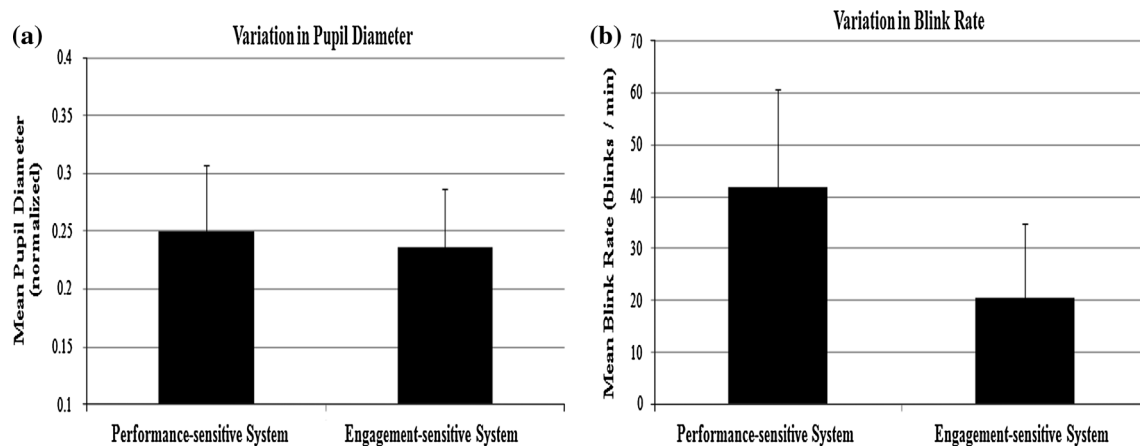 (a)
Variation in Pupil Diameter
Mean Pupil Diameter
(normalized)
0.4
0.35
0.3
0.25
0.2
0.15
0.1
Performance-sensitive System
Engagement-sensitive System
(b)
Variation in Blink Rate
Mean Blink Rate (blinks / min)
70
60
50
40
30
20
10
0
Performance-sensitive System
Engagement-sensitive System